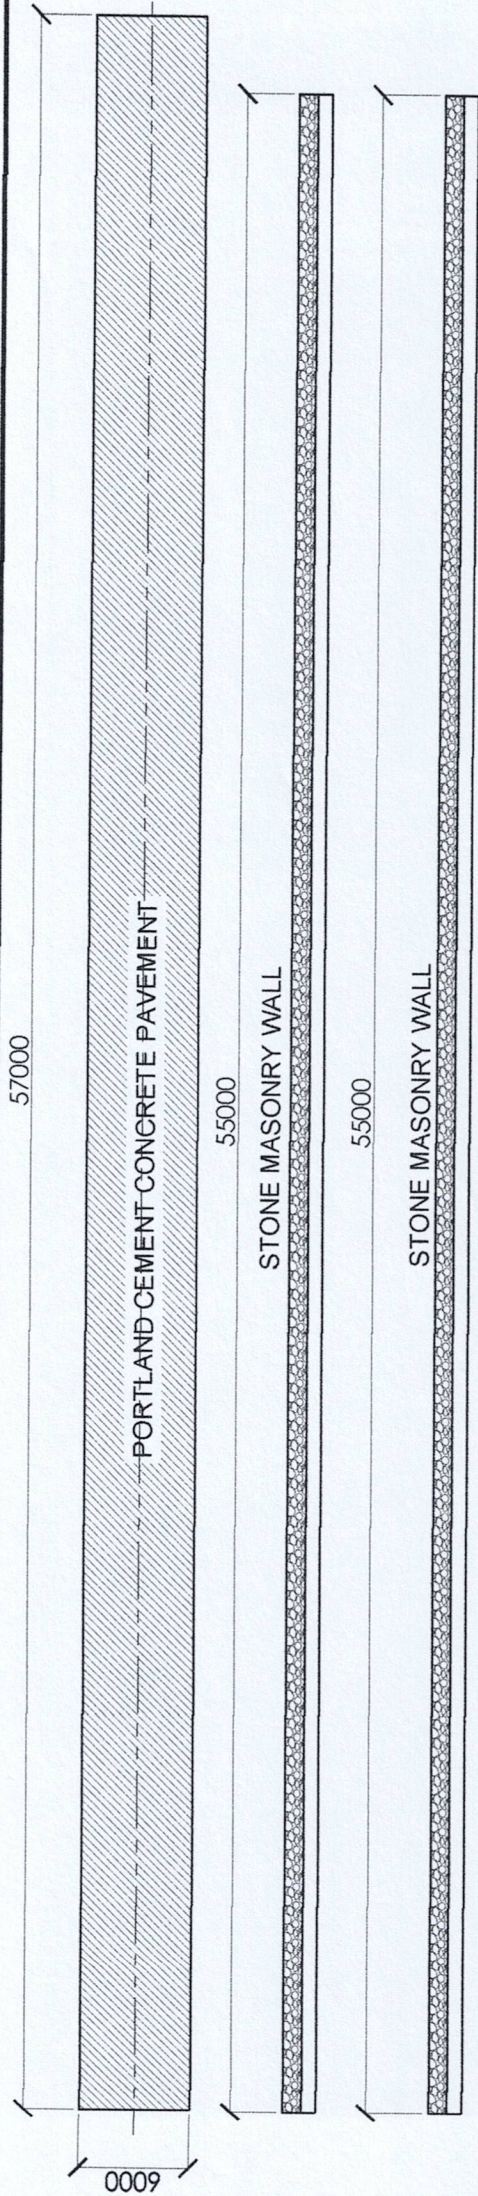 57000
PORTLAND CEMENT CONCRETE PAVEMENT
6000
55000
STONE MASONRY WALL
55000
STONE MASONRY WALL